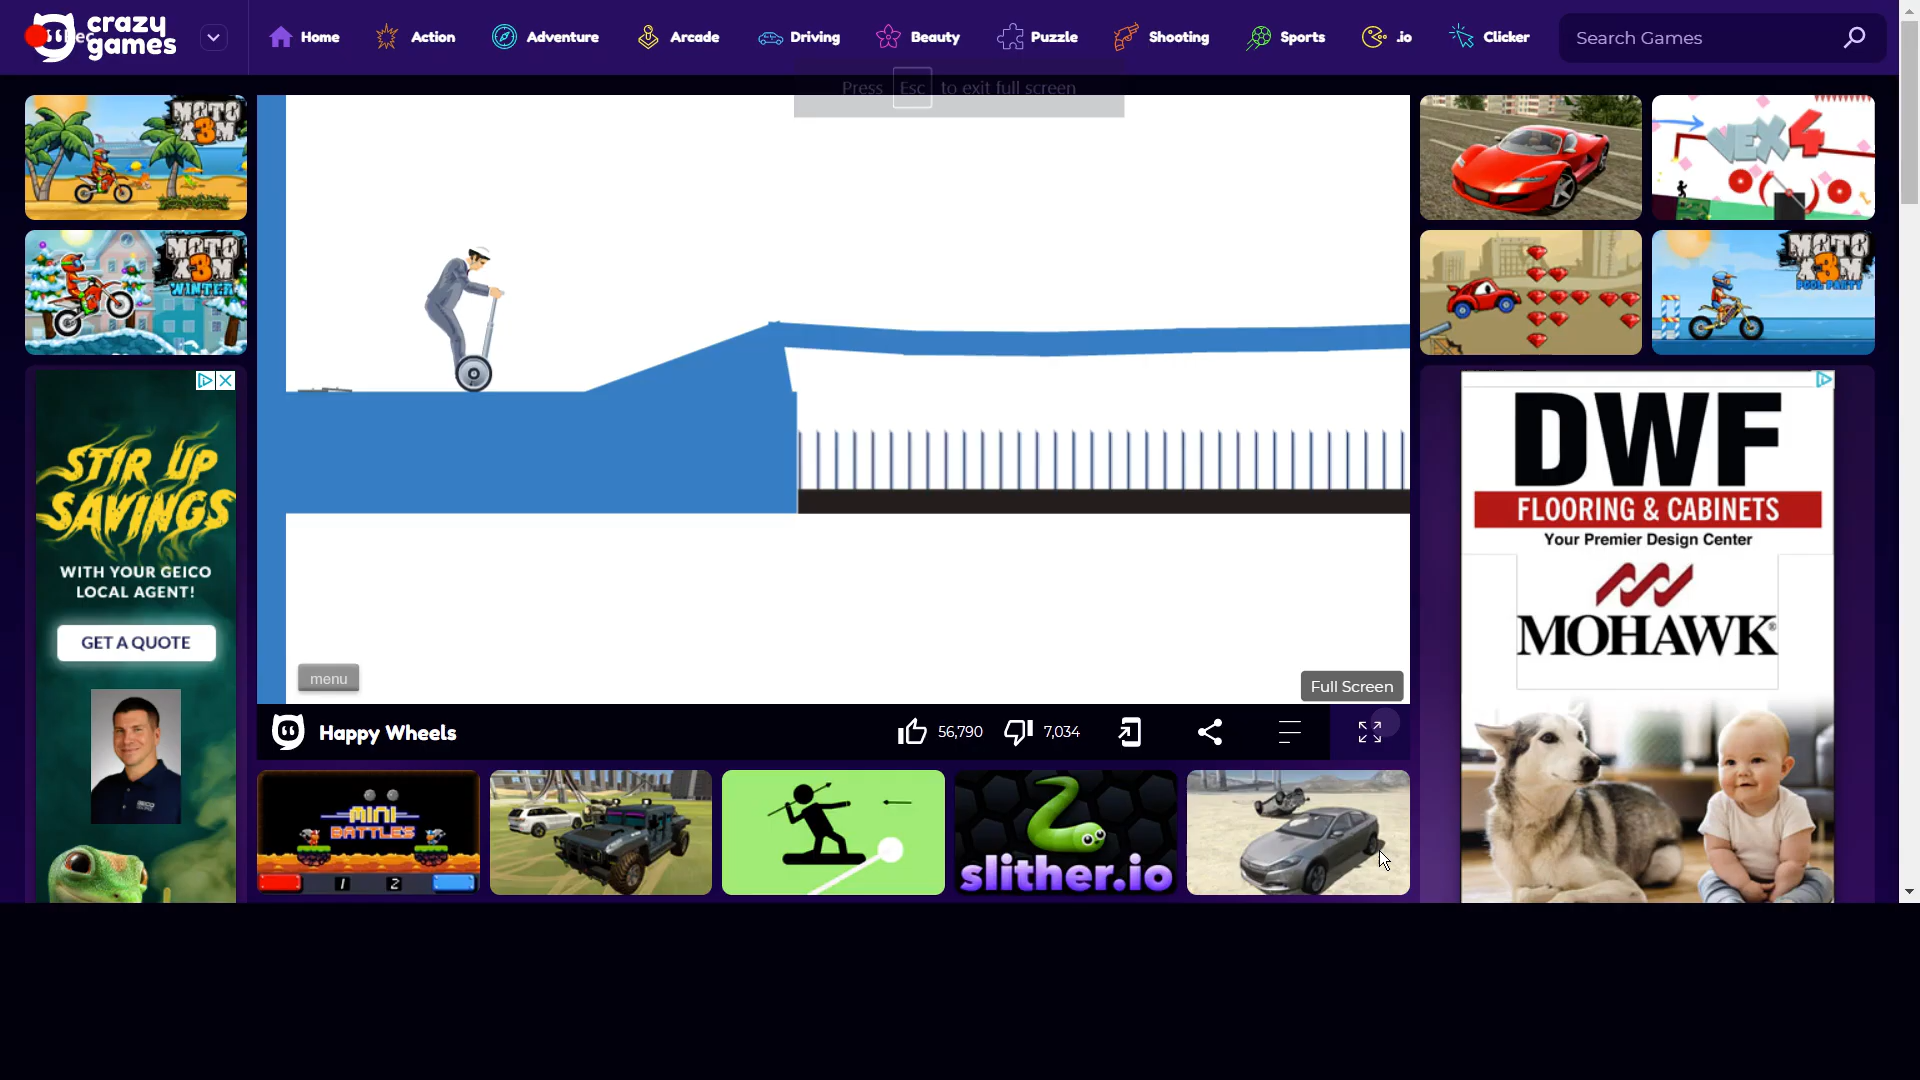 crazy
games
Home
Action
Adventure
Arcade
Driving
Beauty
Puzzle
Shooting
Sports
.io
Clicker
Search Games
Press Esc to exit full screen
MOTO
X3M
VEX 4
MOTO
X3M
WINTER
MOTO
X3M
POOL PARTY
STIR UP
SAVINGS
WITH YOUR GEICO
LOCAL AGENT!
GET A QUOTE
menu
Full Screen
DWF
FLOORING & CABINETS
Your Premier Design Center
MOHAWK®
Happy Wheels
56,790
7,034
MINI
BATTLES
1 2
slither.io